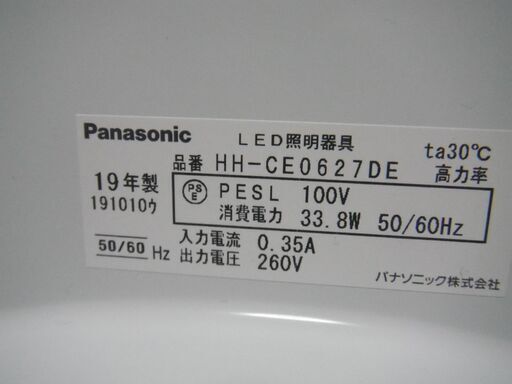 Panasonic LED照明器具 ta30℃
品番 HH-CE0627DE 高力率
19年製
191010ウ
PS E PESL 100V
消費電力 33.8W 50/60Hz
50/60 Hz
入力電流 0.35A
出力電圧 260V
パナソニック株式会社